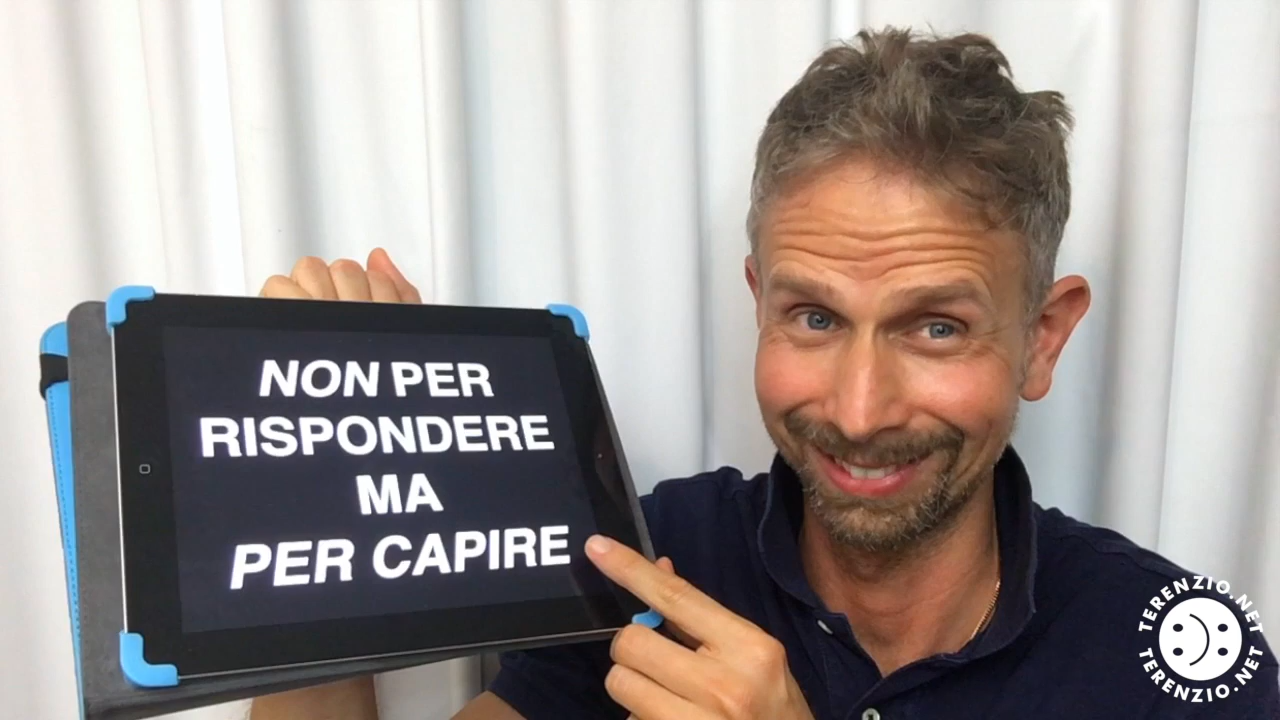 NON PER
RISPONDERE
MA
PER CAPIRE
TERENZIO.NET
TERENZIO.NET